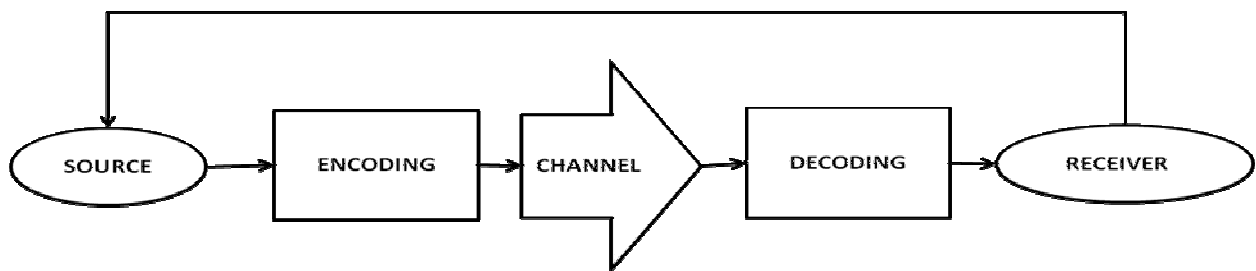 SOURCE
ENCODING
CHANNEL
DECODING
RECEIVER